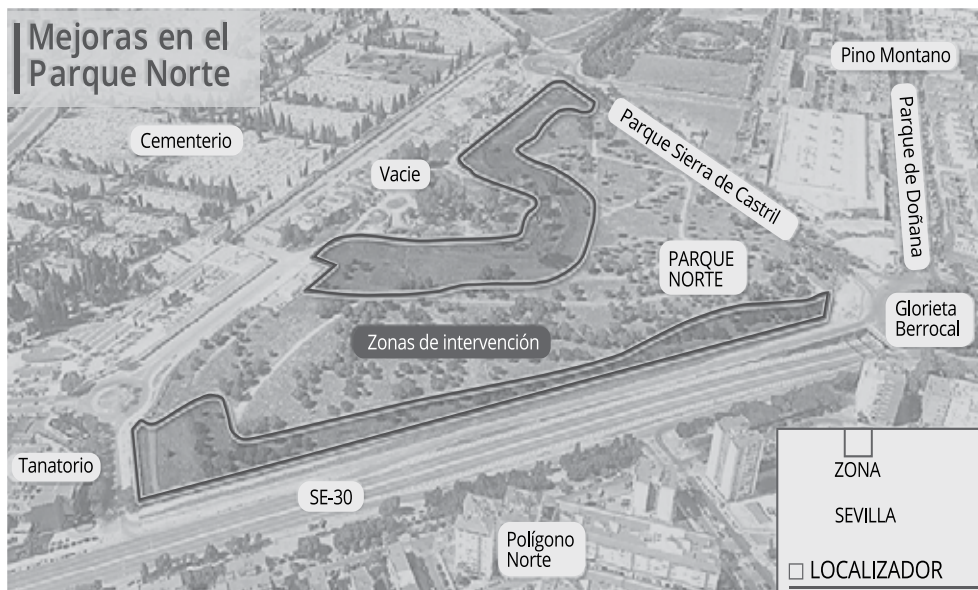 Mejoras en el
Parque Norte
Pino Montano
Cementerio
Parque Sierra de Castril
Parque de Doñana
Vacie
PARQUE
NORTE
Glorieta
Berrocal
Zonas de intervención
Tanatorio
SE-30
Polígono
Norte
ZONA
SEVILLA
LOCALIZADOR